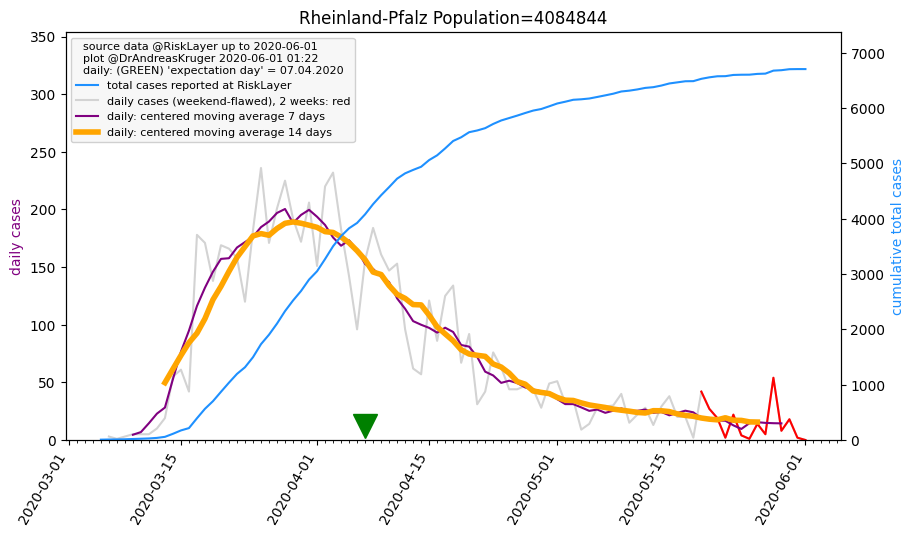 Rheinland-Pfalz Population=4084844
source data @RiskLayer up to 2020-06-01
plot @DrAndreasKruger 2020-06-01 01:22
daily: (GREEN) 'expectation day' = 07.04.2020
total cases reported at RiskLayer
daily cases (weekend-flawed), 2 weeks: red
daily: centered moving average 7 days
daily: centered moving average 14 days
350
300
250
200
150
100
50
0
daily cases
7000
6000
5000
4000
3000
2000
1000
0
cumulative total cases
2020-03-01
2020-03-15
2020-04-01
2020-04-15
2020-05-01
2020-05-15
2020-06-01